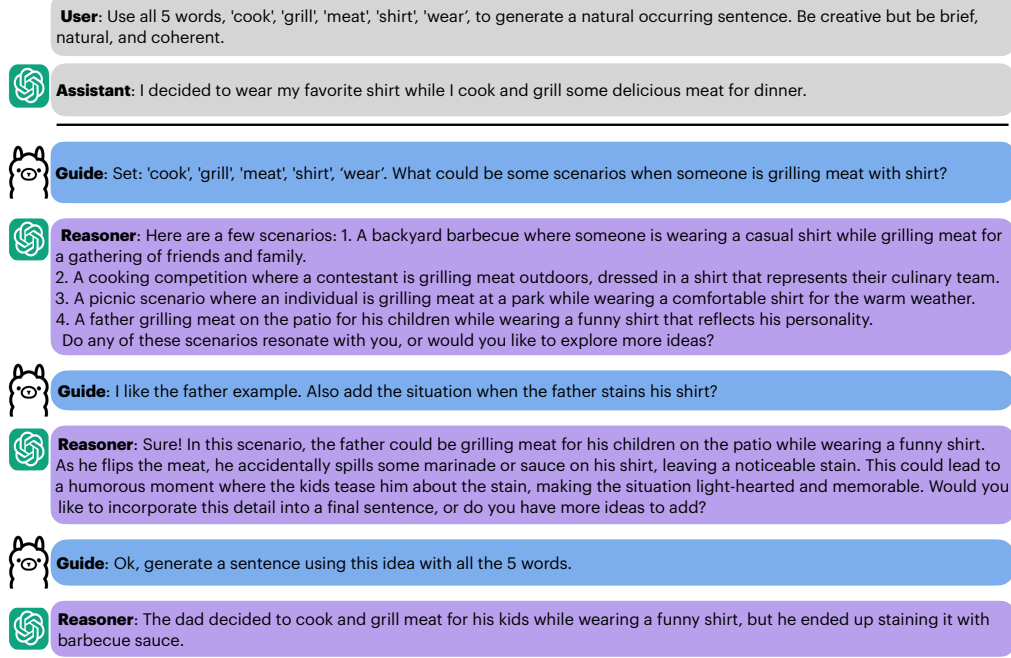 User: Use all 5 words, 'cook', 'grill', 'meat', 'shirt', 'wear’, to generate a natural occurring sentence. Be creative but be brief,
natural, and coherent.
Assistant: I decided to wear my favorite shirt while I cook and grill some delicious meat for dinner.
Guide: Set: 'cook', 'grill', 'meat', 'shirt', ‘wear’. What could be some scenarios when someone is grilling meat with shirt?
Reasoner: Here are a few scenarios: 1. A backyard barbecue where someone is wearing a casual shirt while grilling meat for
a gathering of friends and family.
2. A cooking competition where a contestant is grilling meat outdoors, dressed in a shirt that represents their culinary team.
3. A picnic scenario where an individual is grilling meat at a park while wearing a comfortable shirt for the warm weather.
4. A father grilling meat on the patio for his children while wearing a funny shirt that reflects his personality.
Do any of these scenarios resonate with you, or would you like to explore more ideas?
Guide: I like the father example. Also add the situation when the father stains his shirt?
Reasoner: Sure! In this scenario, the father could be grilling meat for his children on the patio while wearing a funny shirt.
As he flips the meat, he accidentally spills some marinade or sauce on his shirt, leaving a noticeable stain. This could lead to
a humorous moment where the kids tease him about the stain, making the situation light-hearted and memorable. Would you
like to incorporate this detail into a final sentence, or do you have more ideas to add?
Guide: Ok, generate a sentence using this idea with all the 5 words.
Reasoner: The dad decided to cook and grill meat for his kids while wearing a funny shirt, but he ended up staining it with
barbecue sauce.